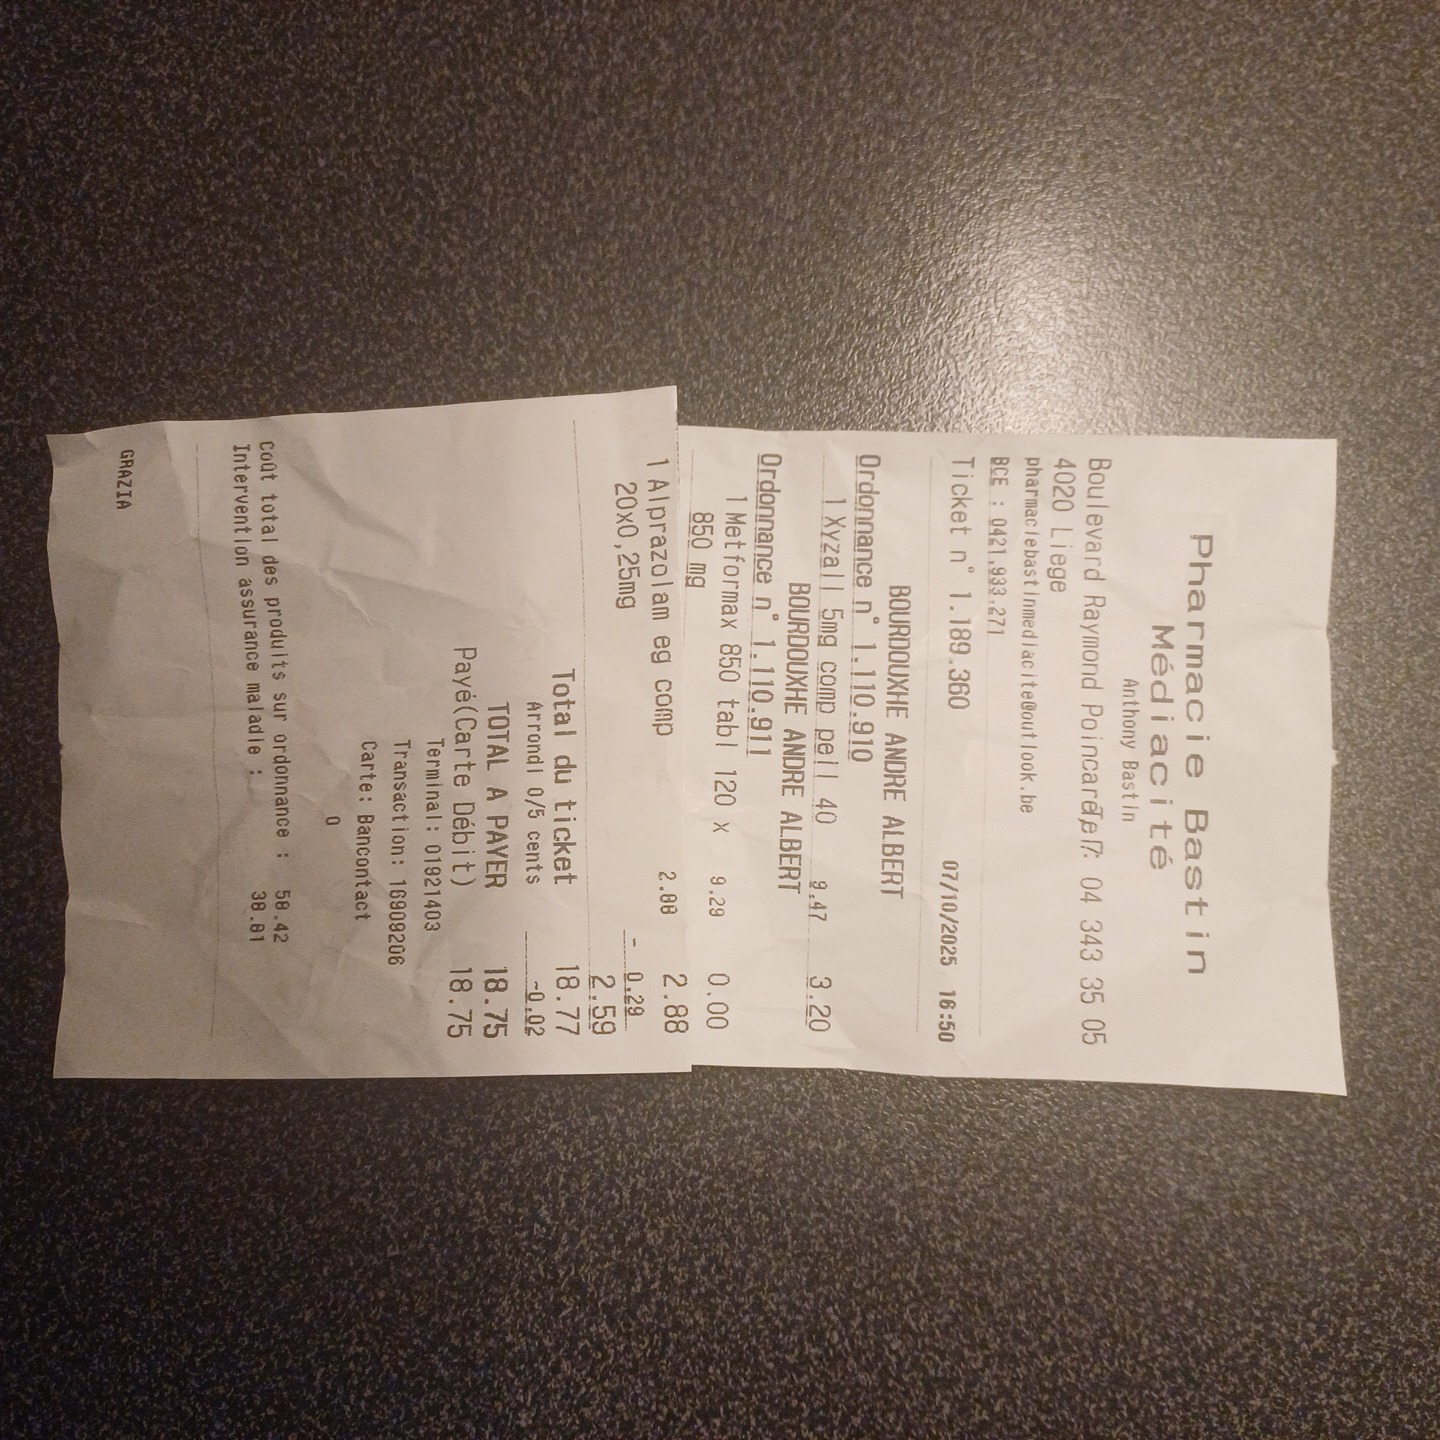 Pharmacie Bastin
Médiacité
Anthony Bastin
Boulevard Raymond Poincaré 7: 04 343 35 05
4020 Liege
pharmaciebastinmediacite@outlook.be
BCE : 0421.933.271
Ticket n° 1.189.360 07/10/2025 16:50
BOURDOUXHE ANDRE ALBERT
Ordonnance n° 1.110.910
1 Xyzall 5mg comp pell 40 9.47 3.20
BOURDOUXHE ANDRE ALBERT
Ordonnance n° 1.110.911
1 Metformax 850 tabl 120 x 9.29 0.00
850 mg
1 Alprazolam eg comp 2.88 2.88
20x0,25mg - 0.29
2.59
Total du ticket 18.77
Arrondi 0/5 cents -0.02
TOTAL A PAYER 18.75
Payé(Carte Débit) 18.75
Terminal: 01921403
Transaction: 16908206
Carte: Bancontact
0
Coût total des produits sur ordonnance : 58.42
Intervention assurance maladie : 38.81
GRAZIA